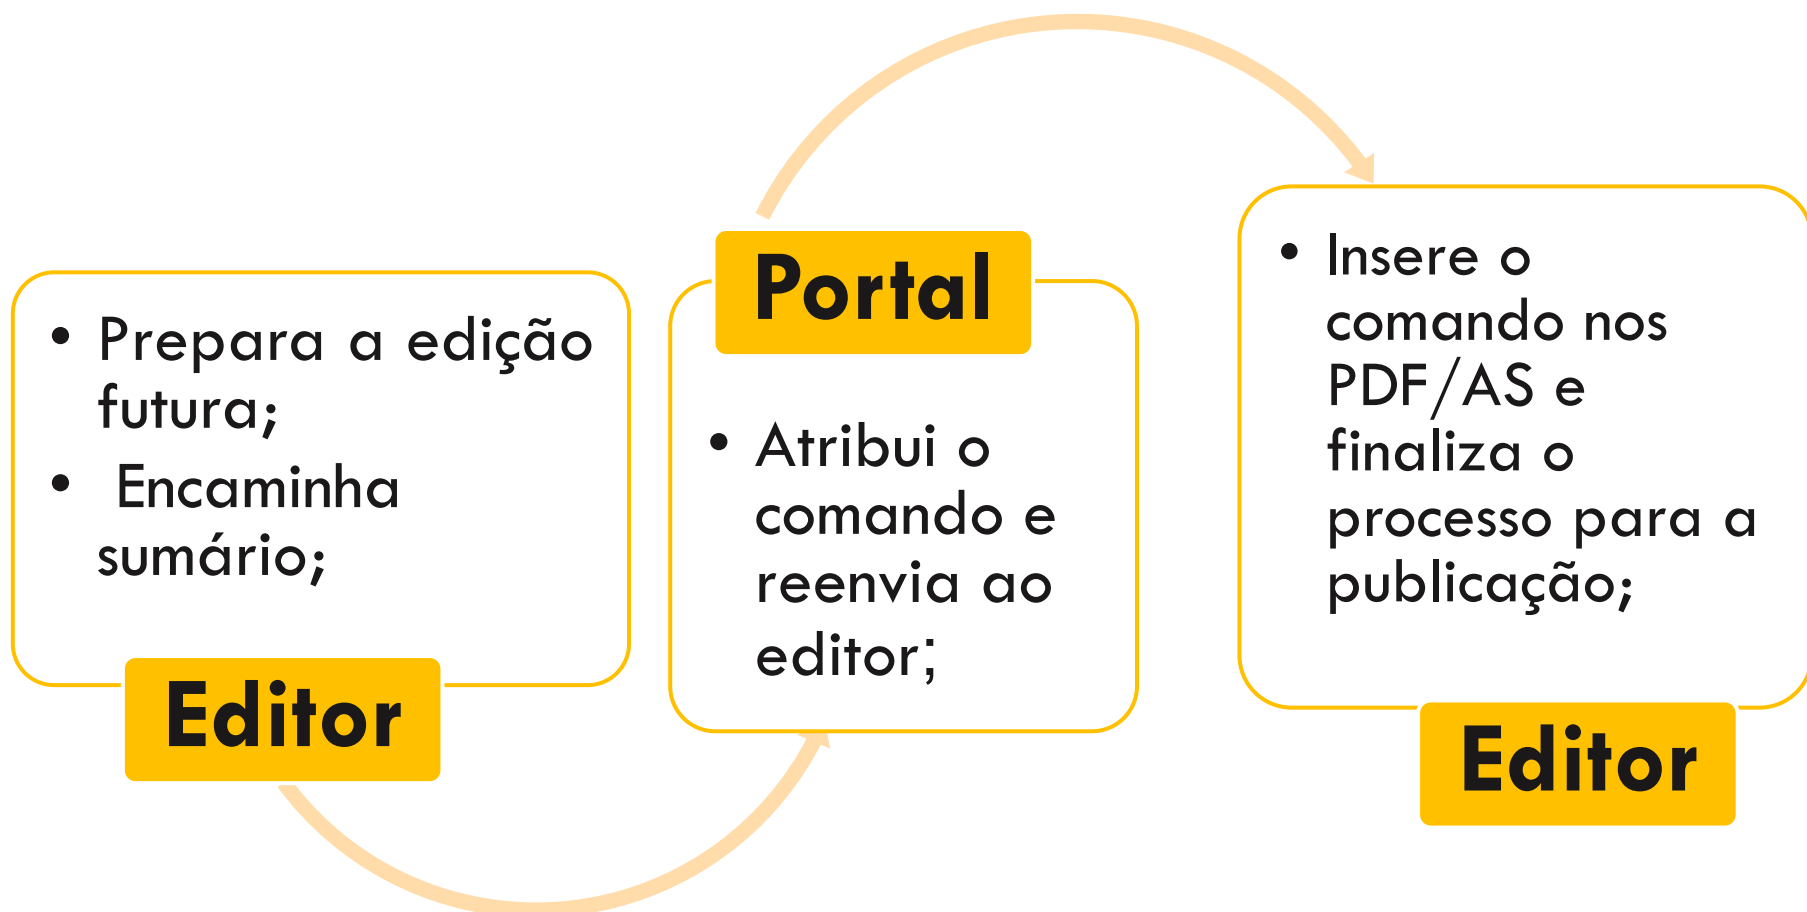 • Prepara a edição
futura;
• Encaminha
sumário;
Editor
Portal
• Atribui o
comando e
reenvia ao
editor;
• Insere o
comando nos
PDF/AS e
finaliza o
processo para a
publicação;
Editor